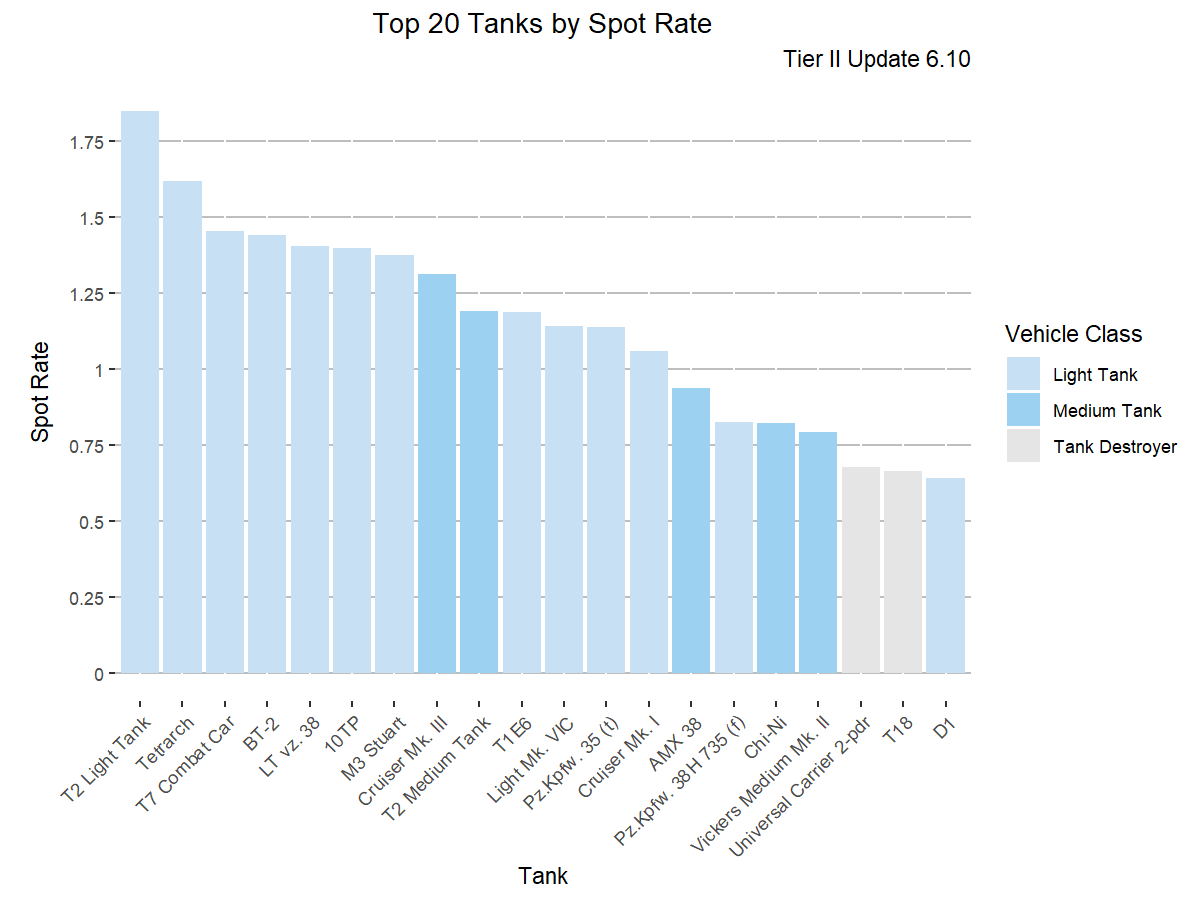 Top 20 Tanks by Spot Rate
Tier II Update 6.10
1.75
1.5
1.25
1
0.75
0.5
0.25
0
Spot Rate
T2 Light Tank
Tetrarch
T7 Combat Car
BT-2
LT vz. 38
10TP
M3 Stuart
Cruiser Mk. III
T2 Medium Tank
T1E6
Light Mk. VIC
Pz.Kpfw. 35 (t)
Cruiser Mk. I
AMX 38
Pz.Kpfw. 38H 735 (f)
Chi-Ni
Vickers Medium Mk. II
Universal Carrier 2-pdr
T18
D1
Tank
Vehicle Class
Light Tank
Medium Tank
Tank Destroyer